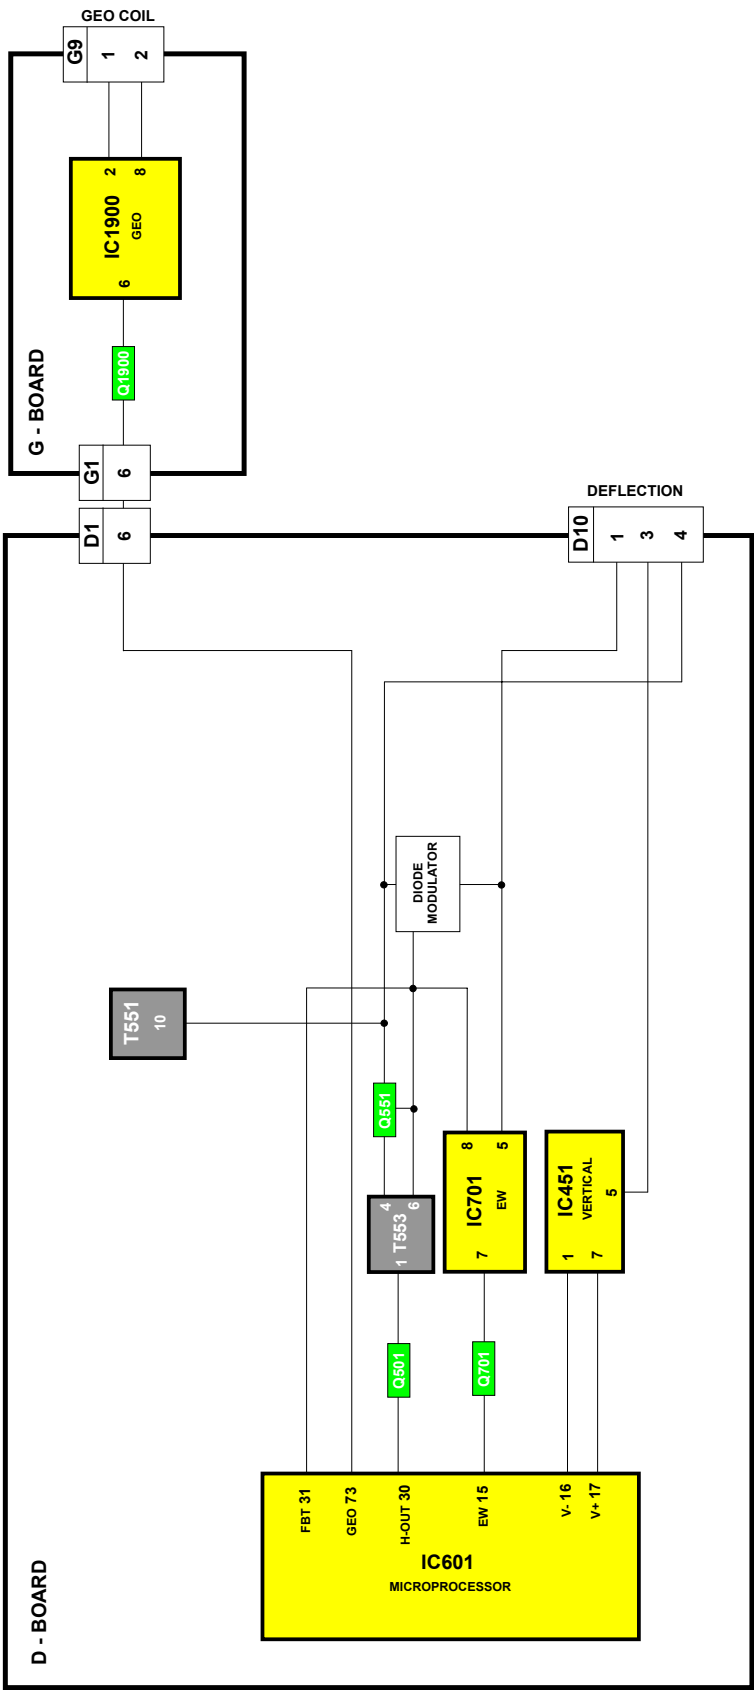 GEO COIL
G9
1
2
2
8
IC1900
GEO
6
G - BOARD
Q1900
G1
6
D1
6
DEFLECTION
D10
1
3
4
DIODE
MODULATOR
T551
10
Q551
4
6
1
T553
8
5
IC701
EW
7
IC451
VERTICAL
5
1
7
Q501
Q701
FBT 31
GEO 73
H-OUT 30
EW 15
V- 16
V+ 17
IC601
MICROPROCESSOR
D - BOARD